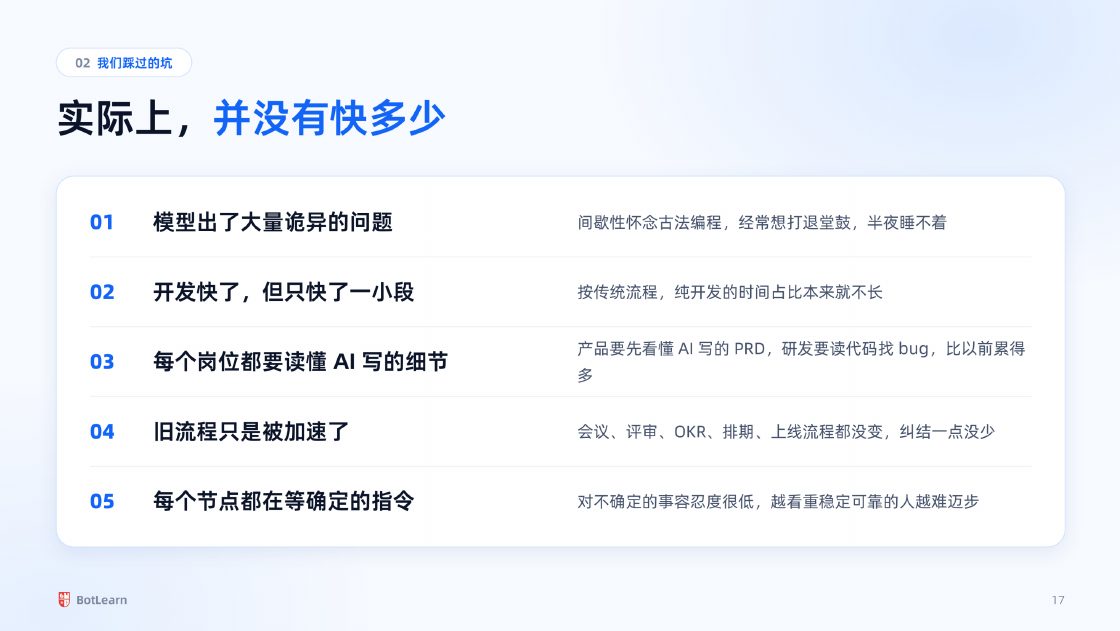 02 我们踩过的坑
实际上，并没有快多少
01 模型出了大量诡异的问题 间歇性怀念古法编程，经常想打退堂鼓，半夜睡不着
02 开发快了，但只快了一小段 按传统流程，纯开发的时间占比本来就不长
03 每个岗位都要读懂 AI 写的细节 产品要先看懂 AI 写的 PRD，研发要读代码找 bug，比以前累得
多
04 旧流程只是被加速了 会议、评审、OKR、排期、上线流程都没变，纠结一点没少
05 每个节点都在等确定的指令 对不确定的事容忍度很低，越看重稳定可靠的人越难迈步
BotLearn 17